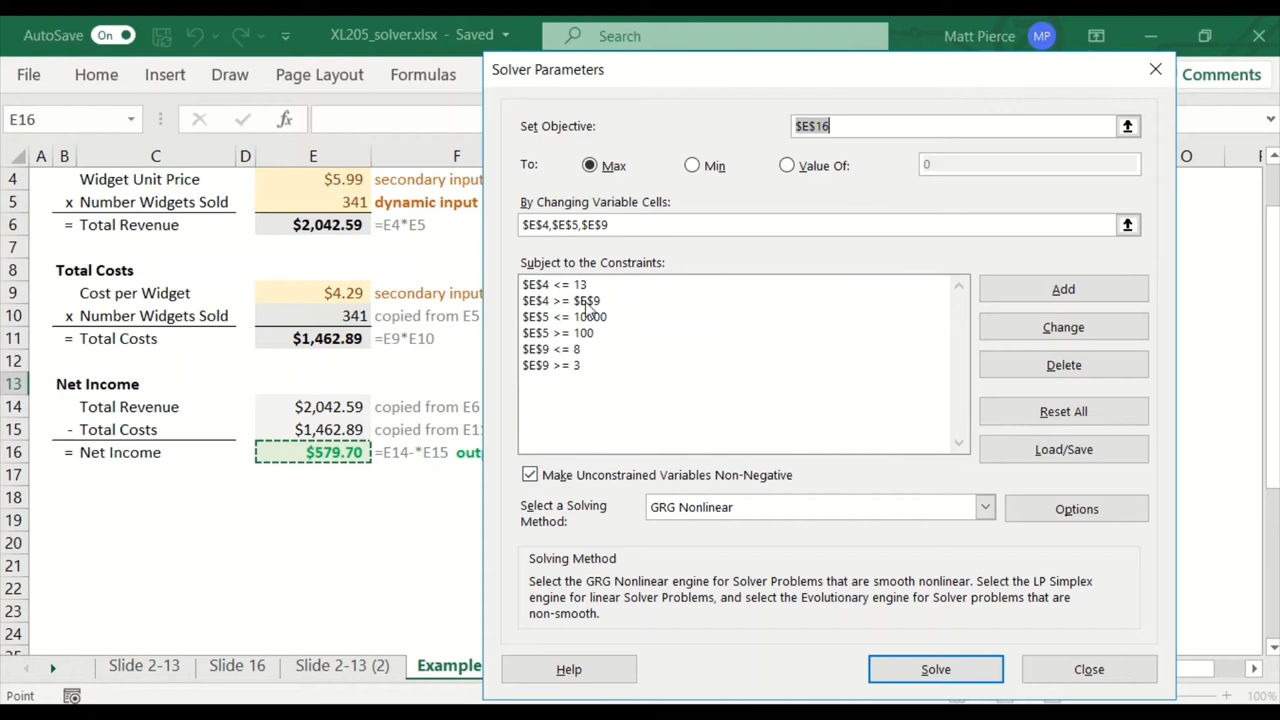 AutoSave On XL205_solver.xlsx - Saved Search Matt Pierce MP
File Home Insert Draw Page Layout Formulas Comments
E16 fx
A B C D E F O
4 Widget Unit Price $5.99 secondary input
5 x Number Widgets Sold 341 dynamic input
6 = Total Revenue $2,042.59 =E4*E5
7
8 Total Costs
9 Cost per Widget $4.29 secondary input
10 x Number Widgets Sold 341 copied from E5
11 = Total Costs $1,462.89 =E9*E10
12
13 Net Income
14 Total Revenue $2,042.59 copied from E6
15 - Total Costs $1,462.89 copied from E1
16 = Net Income $579.70 =E14-*E15
17
18
19
20
21
22
23
24
Slide 2-13 Slide 16 Slide 2-13 (2) Example
Point 100%
Solver Parameters
Set Objective: $E$16
To: Max Min Value Of: 0
By Changing Variable Cells:
$E$4,$E$5,$E$9
Subject to the Constraints:
$E$4 <= 13
$E$4 >= $E$9
$E$5 <= 10000
$E$5 >= 100
$E$9 <= 8
$E$9 >= 3
Add
Change
Delete
Reset All
Load/Save
Make Unconstrained Variables Non-Negative
Select a Solving Method: GRG Nonlinear Options
Solving Method
Select the GRG Nonlinear engine for Solver Problems that are smooth nonlinear. Select the LP Simplex
engine for linear Solver Problems, and select the Evolutionary engine for Solver problems that are
non-smooth.
Help Solve Close